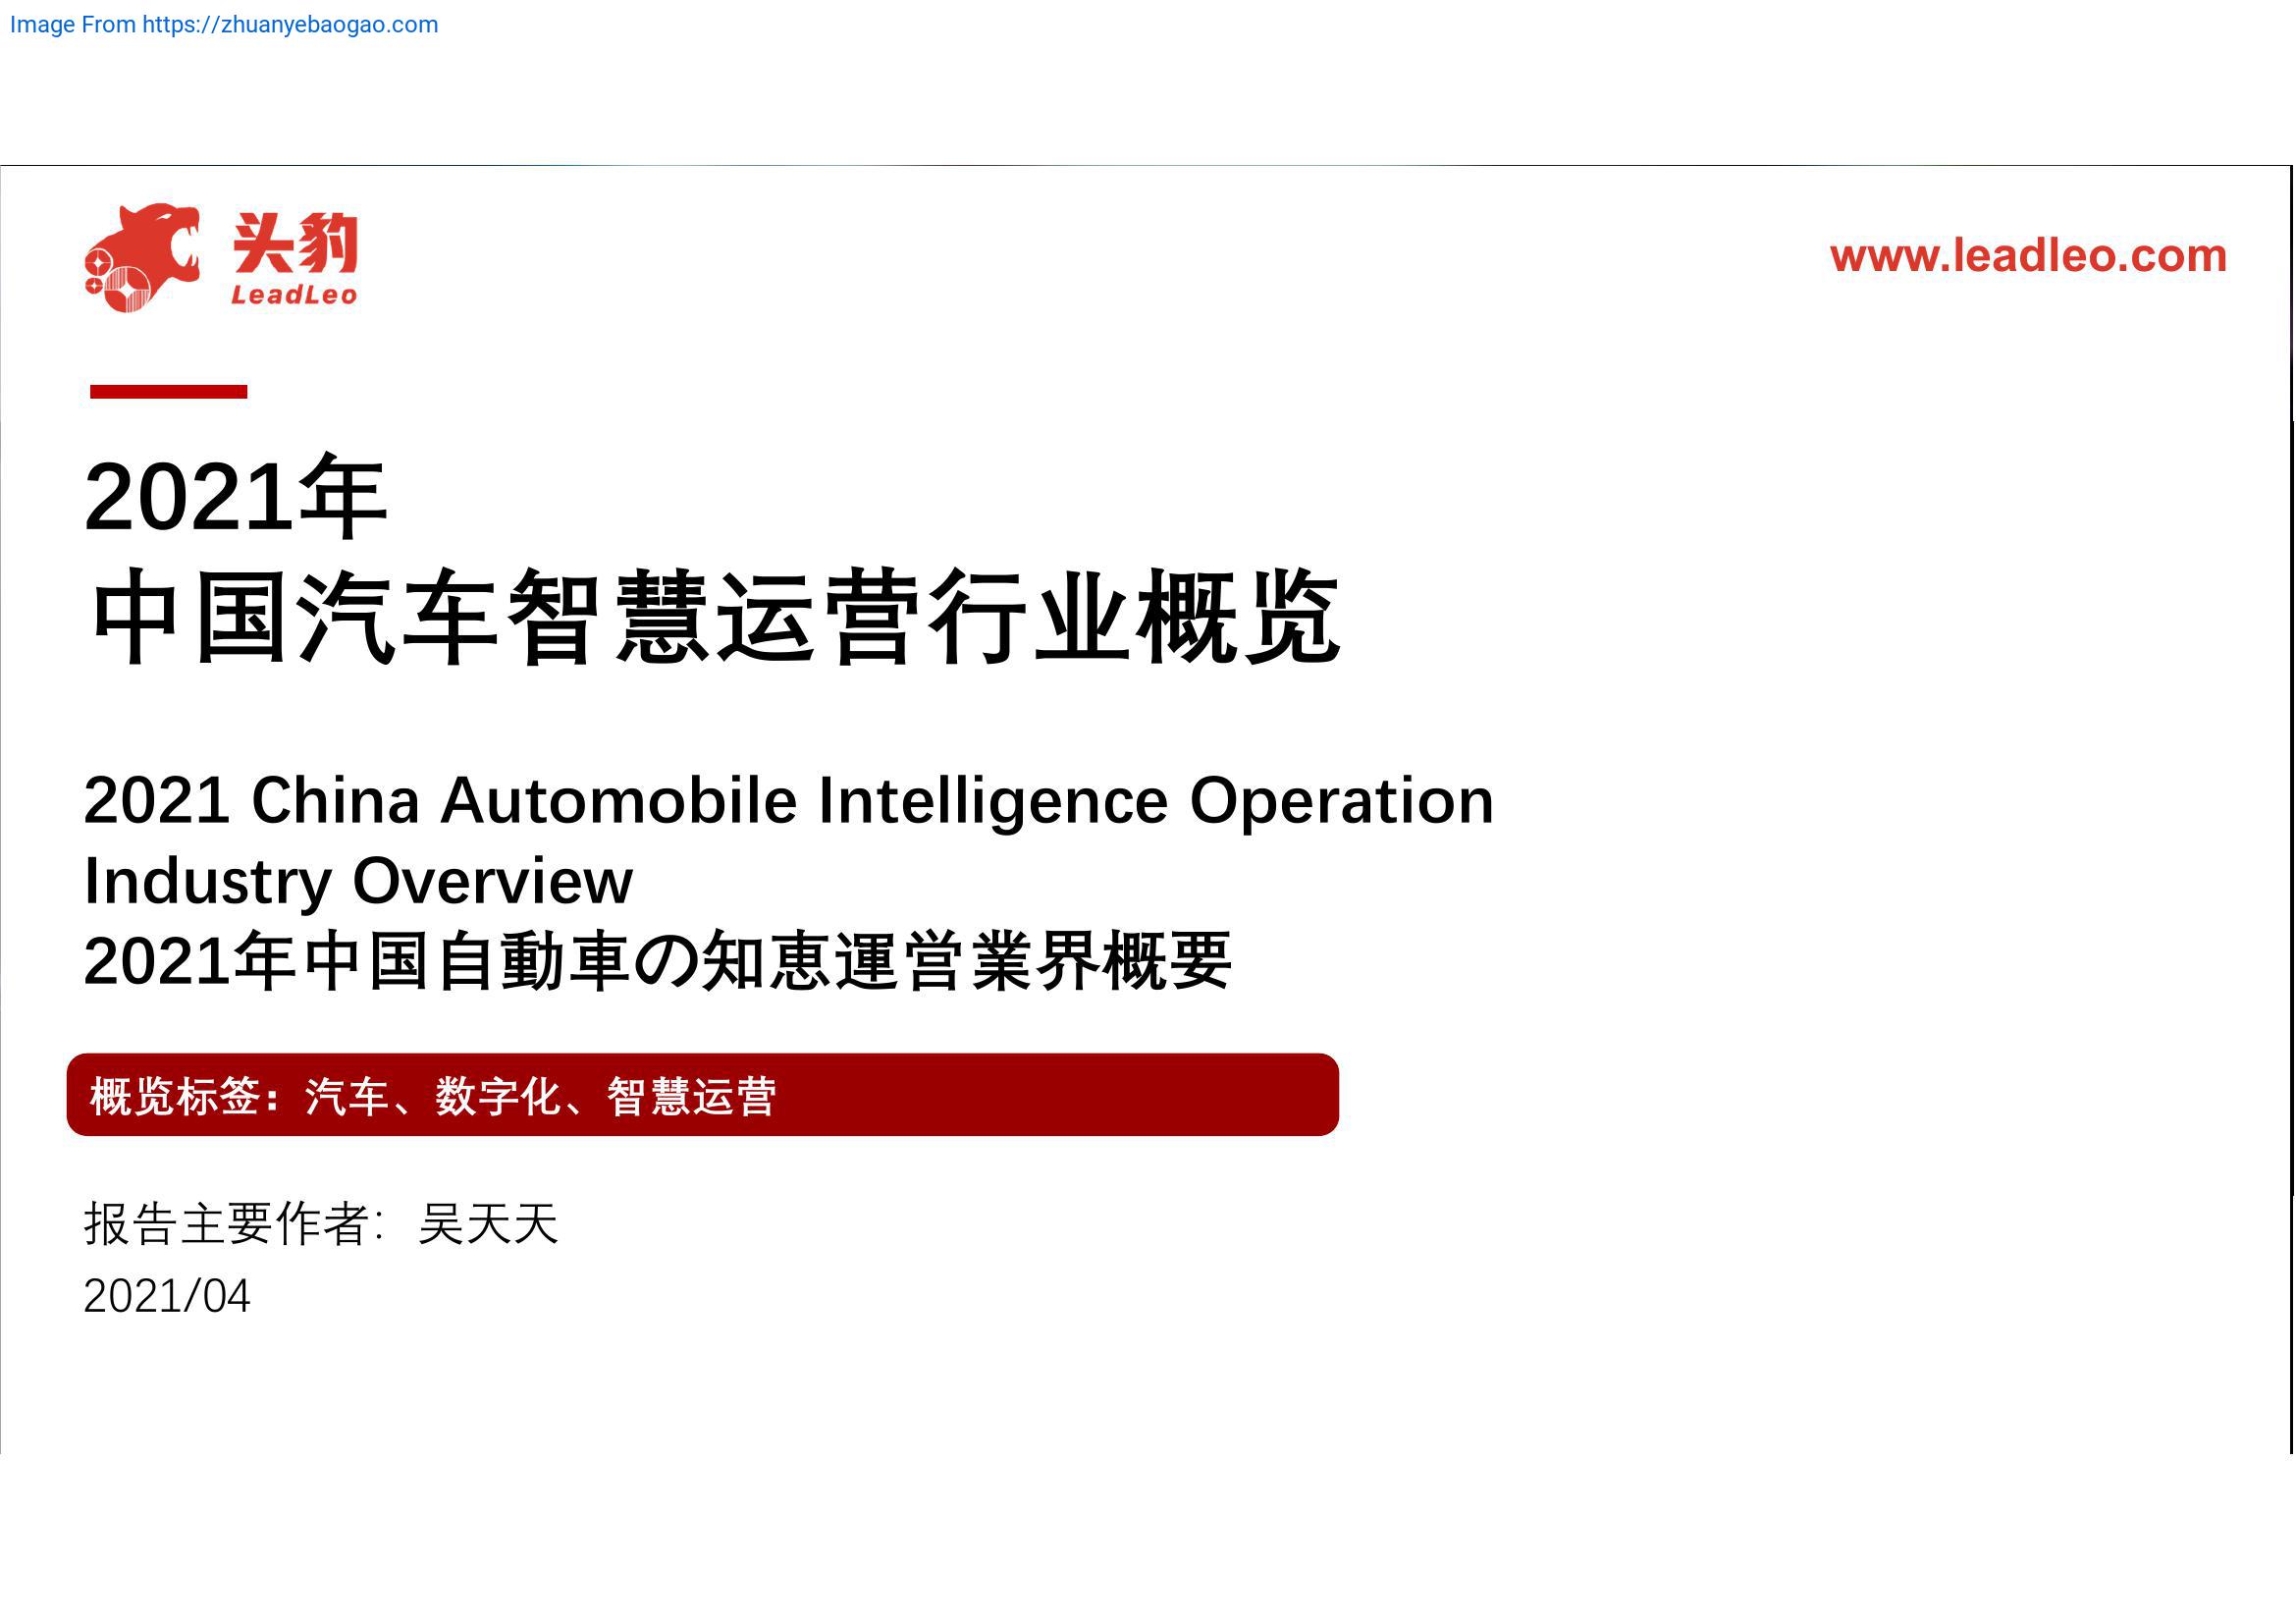 Image From https://zhuanyebaogao.com
头豹
LeadLeo
www.leadleo.com
2021年
中国汽车智慧运营行业概览
2021 China Automobile Intelligence Operation
Industry Overview
2021年中国自動車の知恵運営業界概要
概览标签：汽车、数字化、智慧运营
报告主要作者：吴天天
2021/04